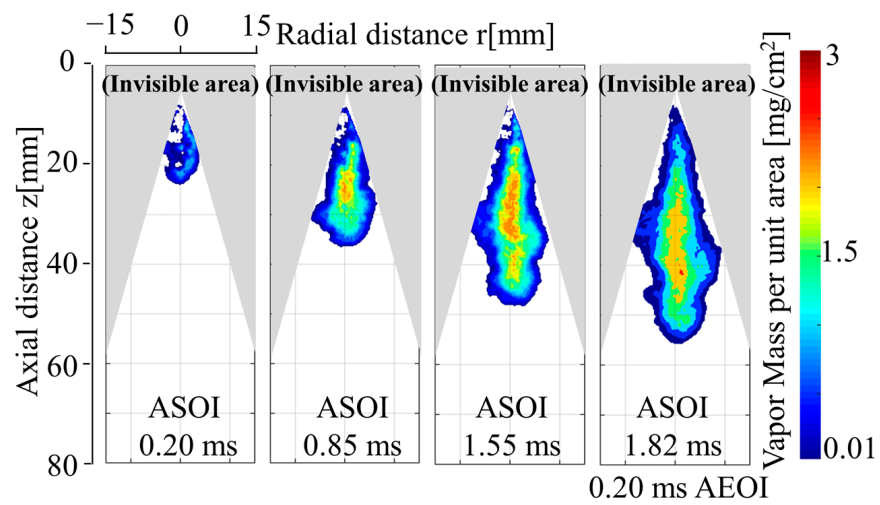 −15 0 15
Radial distance r[mm]
(Invisible area) (Invisible area) (Invisible area) (Invisible area)
0
20
40
60
80
Axial distance z[mm]
ASOI
0.20 ms
ASOI
0.85 ms
ASOI
1.55 ms
ASOI
1.82 ms
0.20 ms AEOI
Vapor Mass per unit area [mg/cm²]
3
1.5
0.01